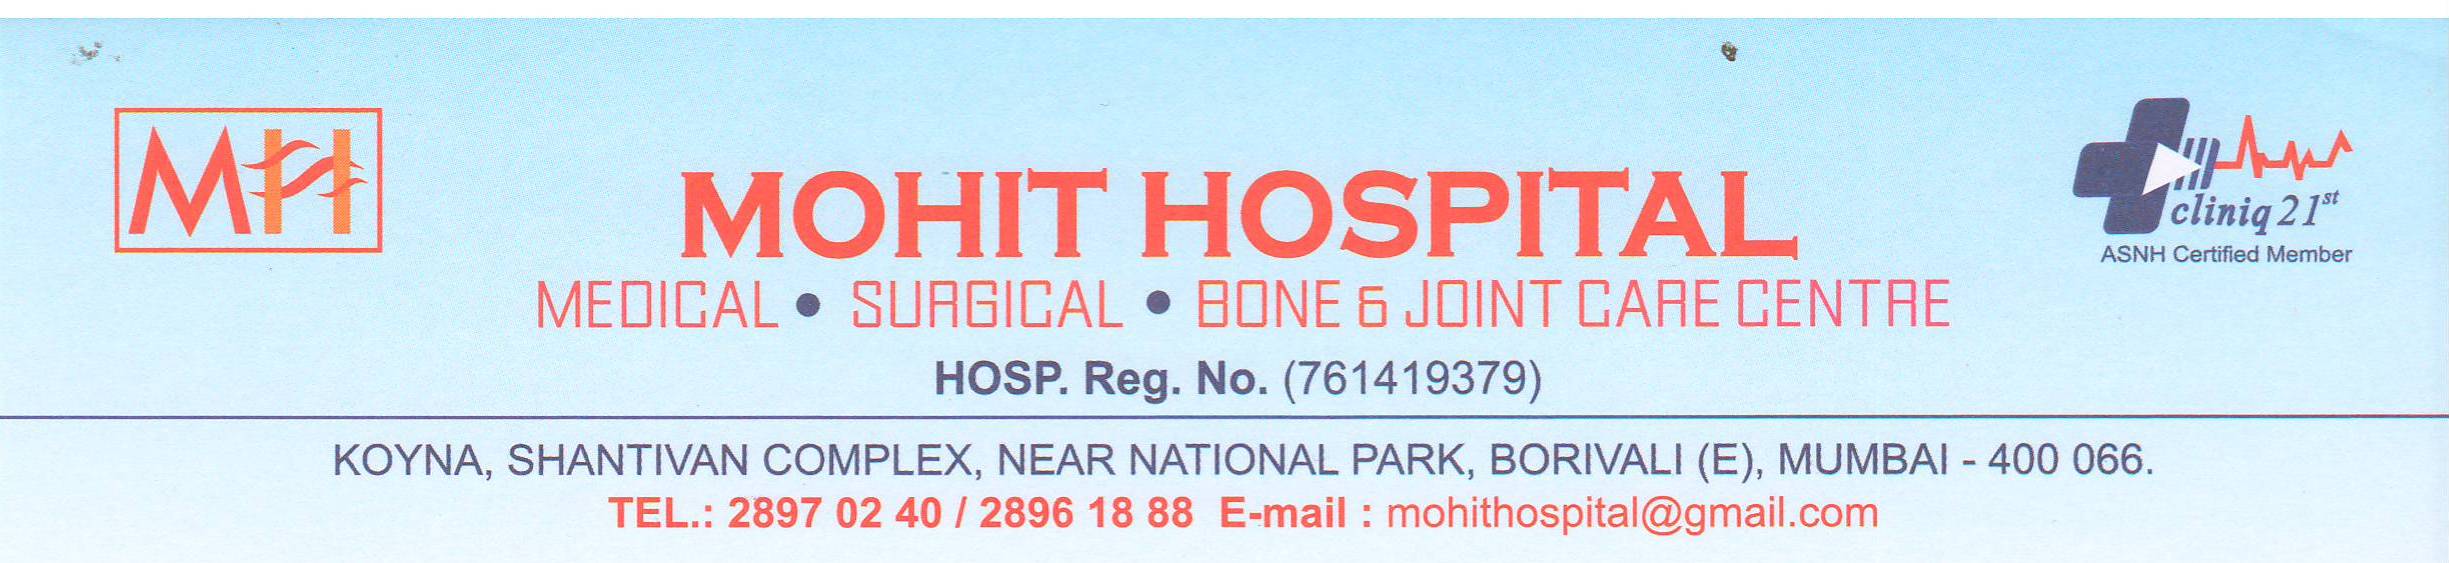 MH
MOHIT HOSPITAL
cliniq 21st
ASNH Certified Member
MEDICAL • SURGICAL • BONE & JOINT CARE CENTRE
HOSP. Reg. No. (761419379)
KOYNA, SHANTIVAN COMPLEX, NEAR NATIONAL PARK, BORIVALI (E), MUMBAI - 400 066.
TEL.: 2897 02 40 / 2896 18 88 E-mail : mohithospital@gmail.com